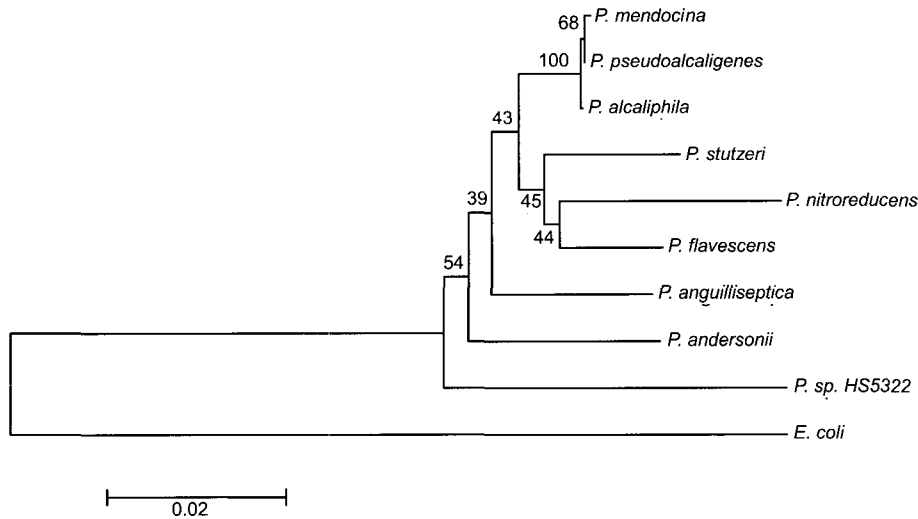 68
P. mendocina
100
P. pseudoalcaligenes
P. alcaliphila
43
P. stutzeri
39
45
P. nitroreducens
44
P. flavescens
54
P. anguilliseptica
P. andersonii
P. sp. HS5322
E. coli
0.02